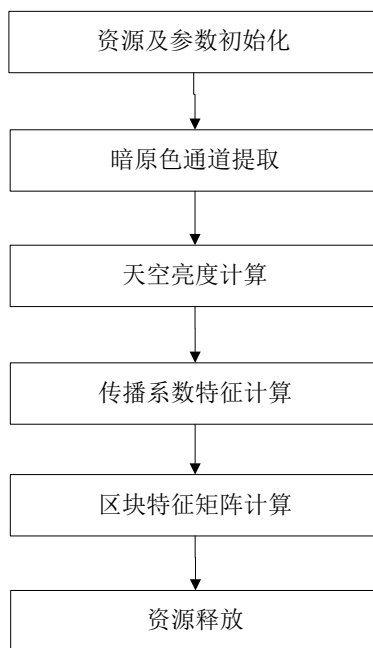 资源及参数初始化
暗原色通道提取
天空亮度计算
传播系数特征计算
区块特征矩阵计算
资源释放